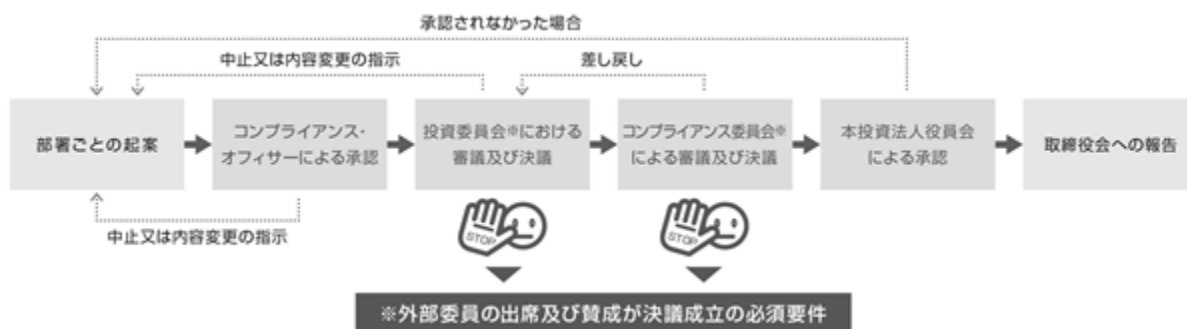 承認されなかった場合
中止又は内容変更の指示
差し戻し
部署ごとの起案
コンプライアンス・
オフィサーによる承認
投資委員会※における
審議及び決議
コンプライアンス委員会※
による審議及び決議
本投資法人役員会
による承認
取締役会への報告
中止又は内容変更の指示
STOP
STOP
※外部委員の出席及び賛成が決議成立の必須要件